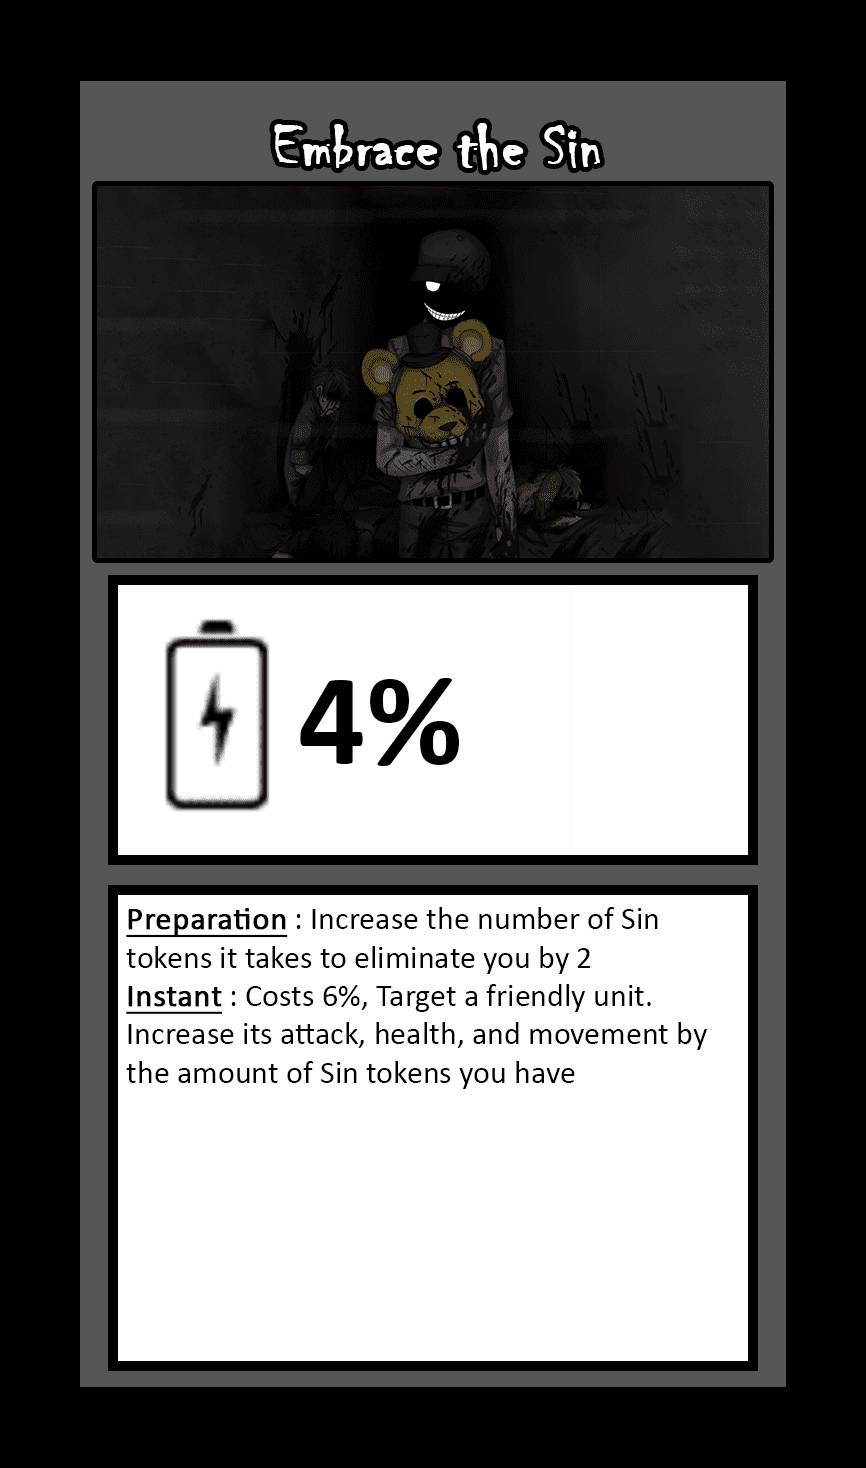 Embrace the Sin
4%
Preparation : Increase the number of Sin
tokens it takes to eliminate you by 2
Instant : Costs 6%, Target a friendly unit.
Increase its attack, health, and movement by
the amount of Sin tokens you have